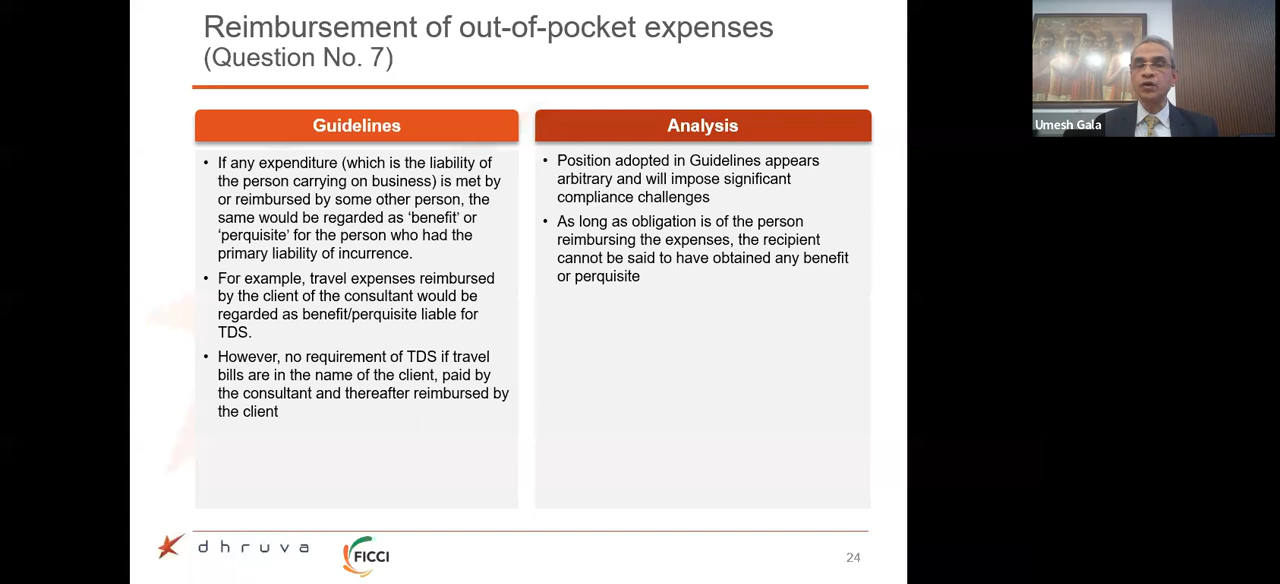 Reimbursement of out-of-pocket expenses
(Question No. 7)
Guidelines
• If any expenditure (which is the liability of
the person carrying on business) is met by
or reimbursed by some other person, the
same would be regarded as ‘benefit’ or
‘perquisite’ for the person who had the
primary liability of incurrence.
• For example, travel expenses reimbursed
by the client of the consultant would be
regarded as benefit/perquisite liable for
TDS.
• However, no requirement of TDS if travel
bills are in the name of the client, paid by
the consultant and thereafter reimbursed by
the client
Analysis
• Position adopted in Guidelines appears
arbitrary and will impose significant
compliance challenges
• As long as obligation is of the person
reimbursing the expenses, the recipient
cannot be said to have obtained any benefit
or perquisite
dhruva
FICCI
24
Umesh Gala